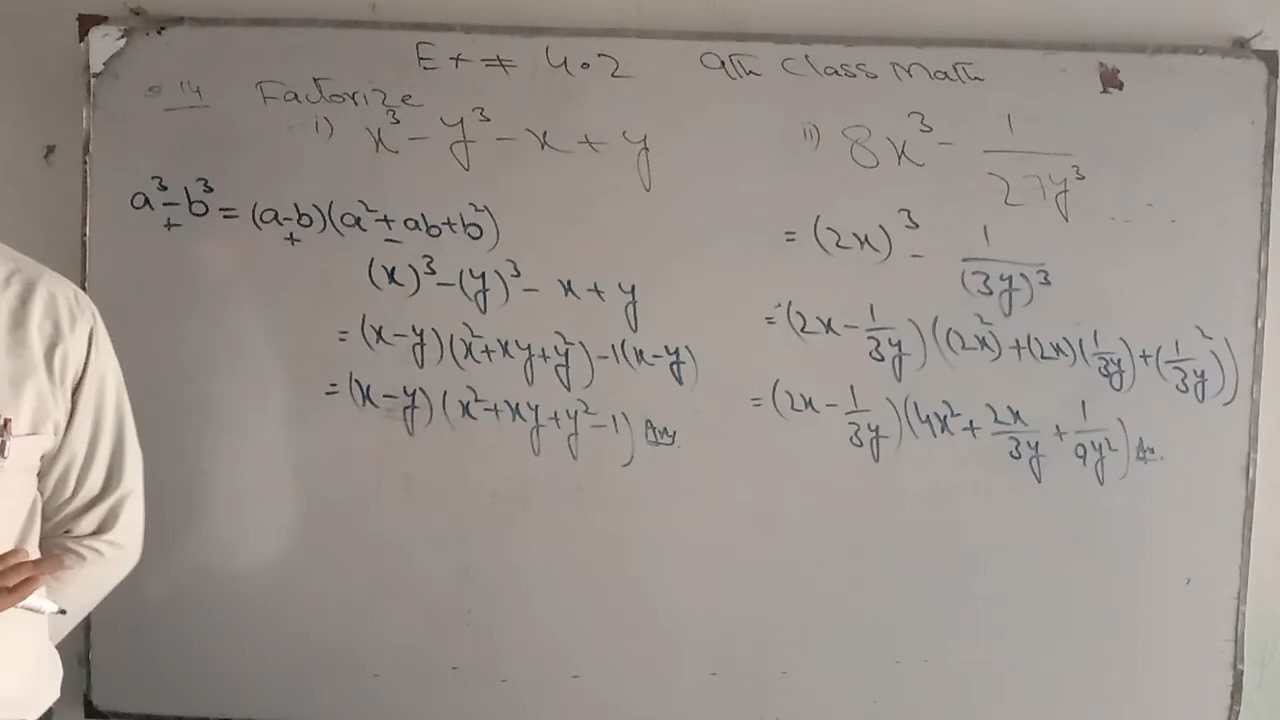 Ex # 4.2 9th Class Math
Q 14 Factorize
i) x³ - y³ - x + y
a³ - b³ = (a-b)(a² + ab + b²)
+ + -
(x)³ - (y)³ - x + y
= (x-y)(x² + xy + y²) - 1(x-y)
= (x-y)(x² + xy + y² - 1) Ans
ii) 8x³ - 1/27y³
= (2x)³ - 1/(3y)³
= (2x - 1/3y)((2x)² + (2x)(1/3y) + (1/3y)²)
= (2x - 1/3y)(4x² + 2x/3y + 1/9y²) An.